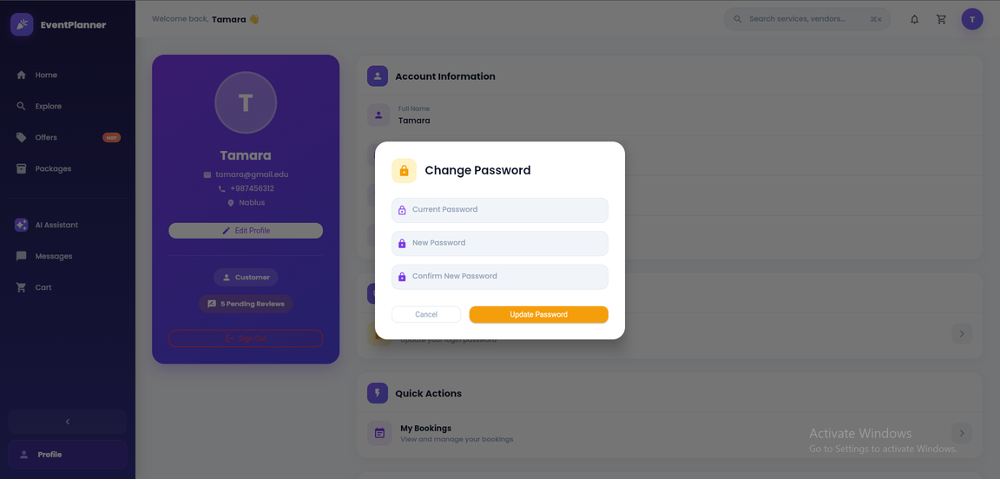 EventPlanner
Welcome back, Tamara 👋
Search services, vendors... ⌘K
T
Home
Explore
Offers HOT
Packages
AI Assistant
Messages
Cart
Profile
T
Tamara
tamara@gmail.edu
+987456312
Nablus
Edit Profile
Customer
5 Pending Reviews
Sign Out
Account Information
Full Name
Tamara
Change Password
Current Password
New Password
Confirm New Password
Cancel
Update Password
Update your login password
Quick Actions
My Bookings
View and manage your bookings
Activate Windows
Go to Settings to activate Windows.